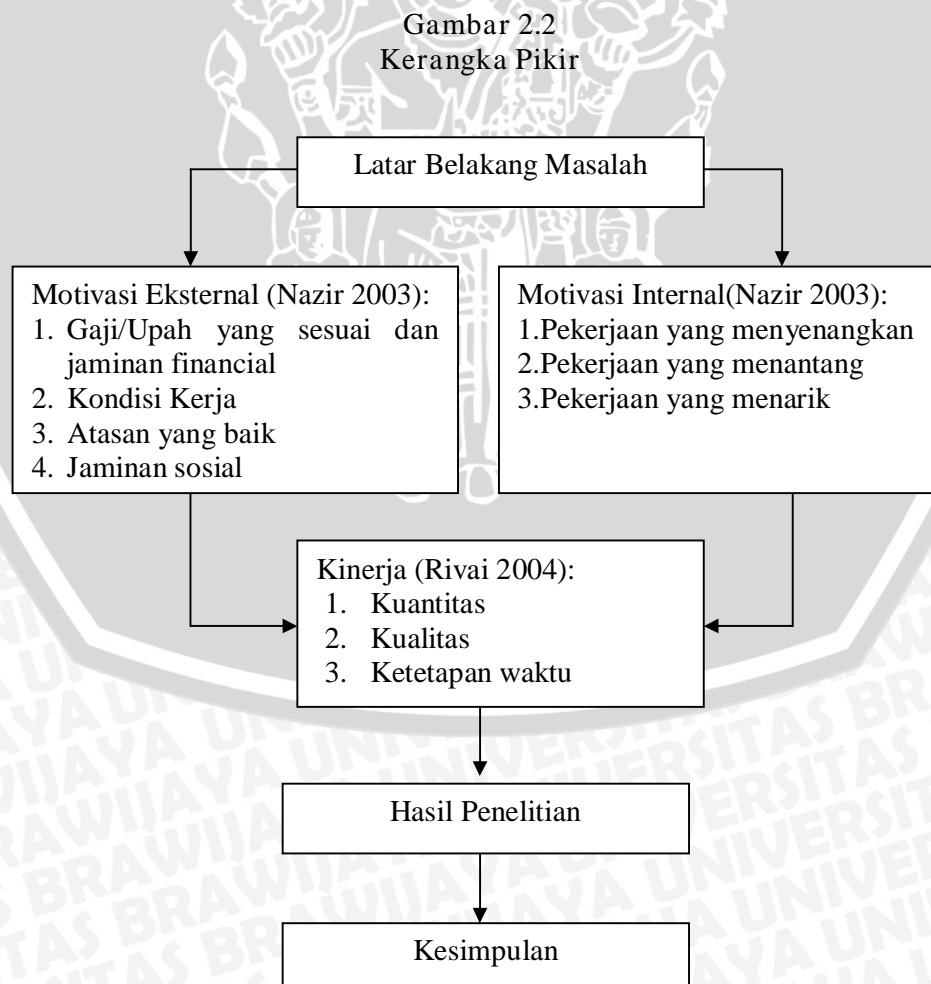 Gambar 2.2
Kerangka Pikir
Latar Belakang Masalah
Motivasi Eksternal (Nazir 2003):
1. Gaji/Upah yang sesuai dan
jaminan financial
2. Kondisi Kerja
3. Atasan yang baik
4. Jaminan sosial
Motivasi Internal(Nazir 2003):
1.Pekerjaan yang menyenangkan
2.Pekerjaan yang menantang
3.Pekerjaan yang menarik
Kinerja (Rivai 2004):
1. Kuantitas
2. Kualitas
3. Ketetapan waktu
Hasil Penelitian
Kesimpulan